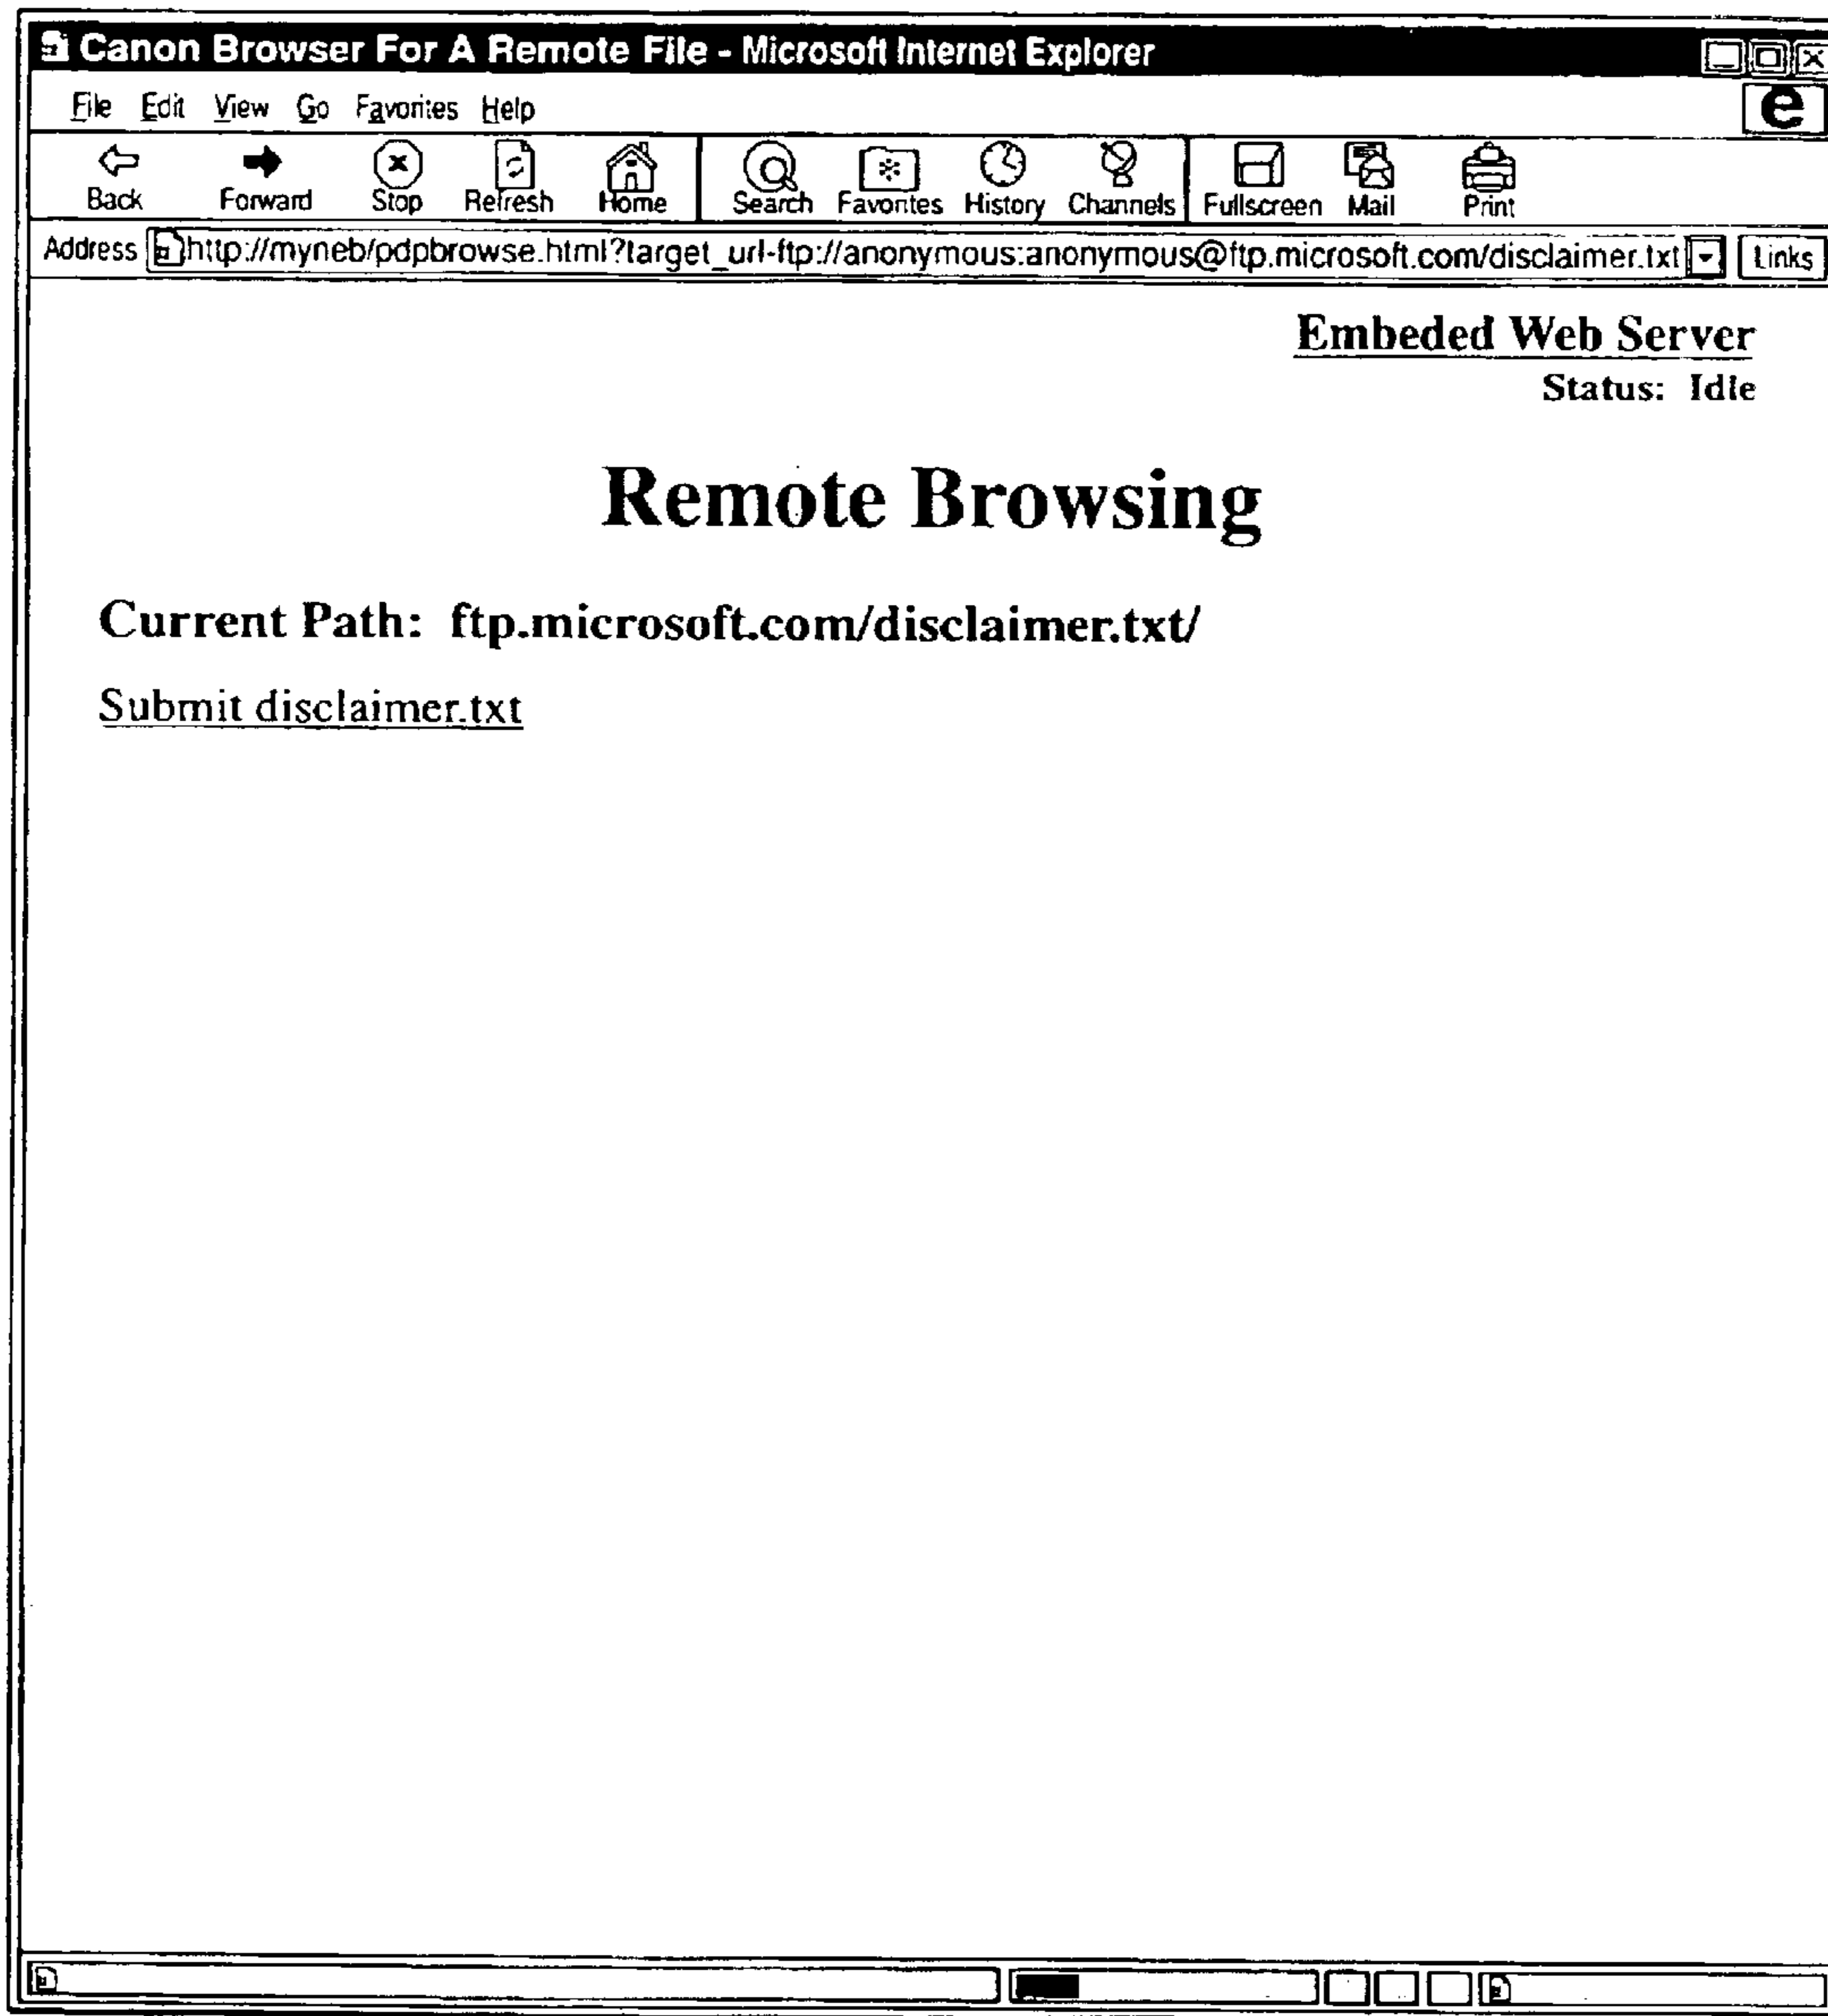 Canon Browser For A Remote File - Microsoft Internet Explorer
File Edit View Go Favorites Help
Back Forward Stop Refresh Home Search Favorites History Channels Fullscreen Mail Print
Address http://myneb/pdpbrowse.html?target_url-ftp://anonymous:anonymous@ftp.microsoft.com/disclaimer.txt Links
Embeded Web Server
Status: Idle
Remote Browsing
Current Path: ftp.microsoft.com/disclaimer.txt/
Submit disclaimer.txt